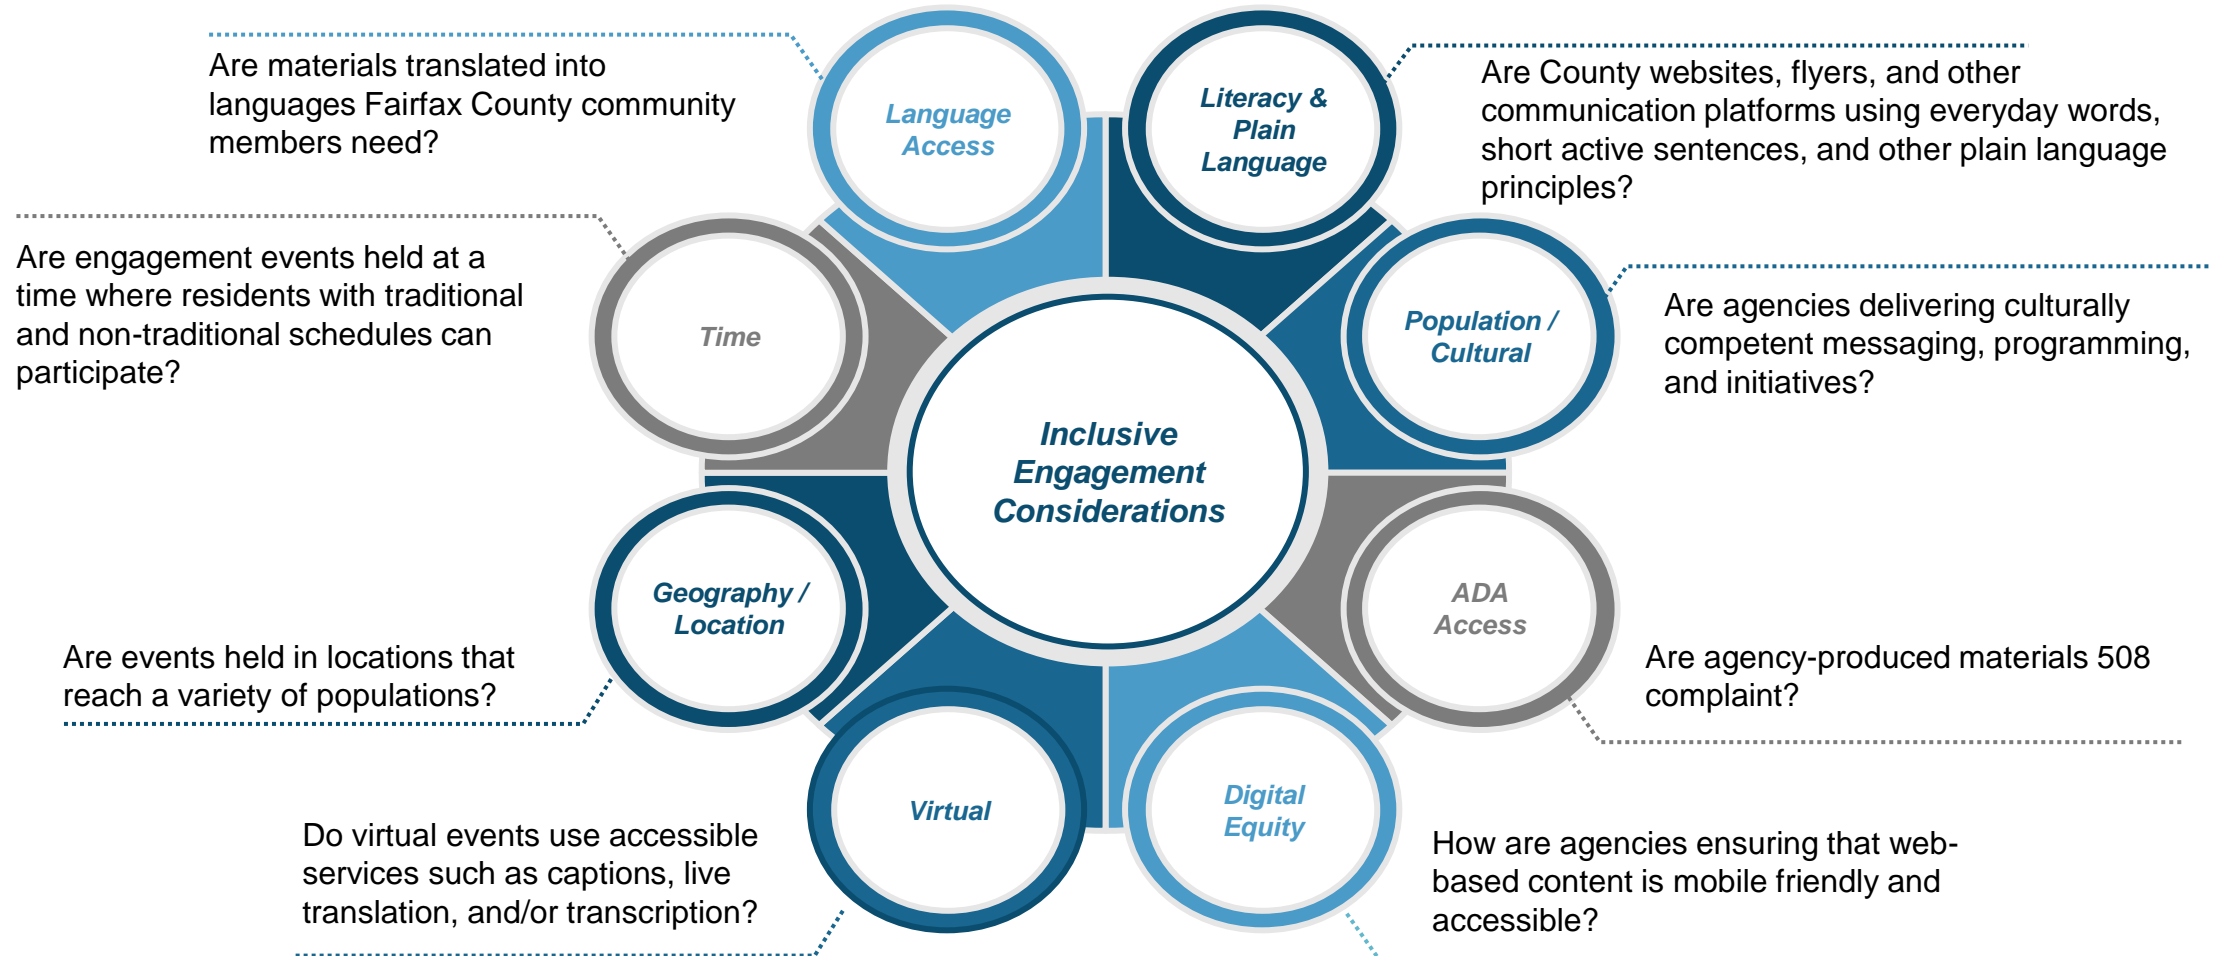 Are materials translated into
languages Fairfax County community
members need?
Language
Access
Literacy &
Plain
Language
Are County websites, flyers, and other
communication platforms using everyday words,
short active sentences, and other plain language
principles?
Are engagement events held at a
time where residents with traditional
and non-traditional schedules can
participate?
Time
Population /
Cultural
Are agencies delivering culturally
competent messaging, programming,
and initiatives?
Inclusive
Engagement
Considerations
Geography /
Location
Are events held in locations that
reach a variety of populations?
ADA
Access
Are agency-produced materials 508
complaint?
Virtual
Do virtual events use accessible
services such as captions, live
translation, and/or transcription?
Digital
Equity
How are agencies ensuring that web-
based content is mobile friendly and
accessible?